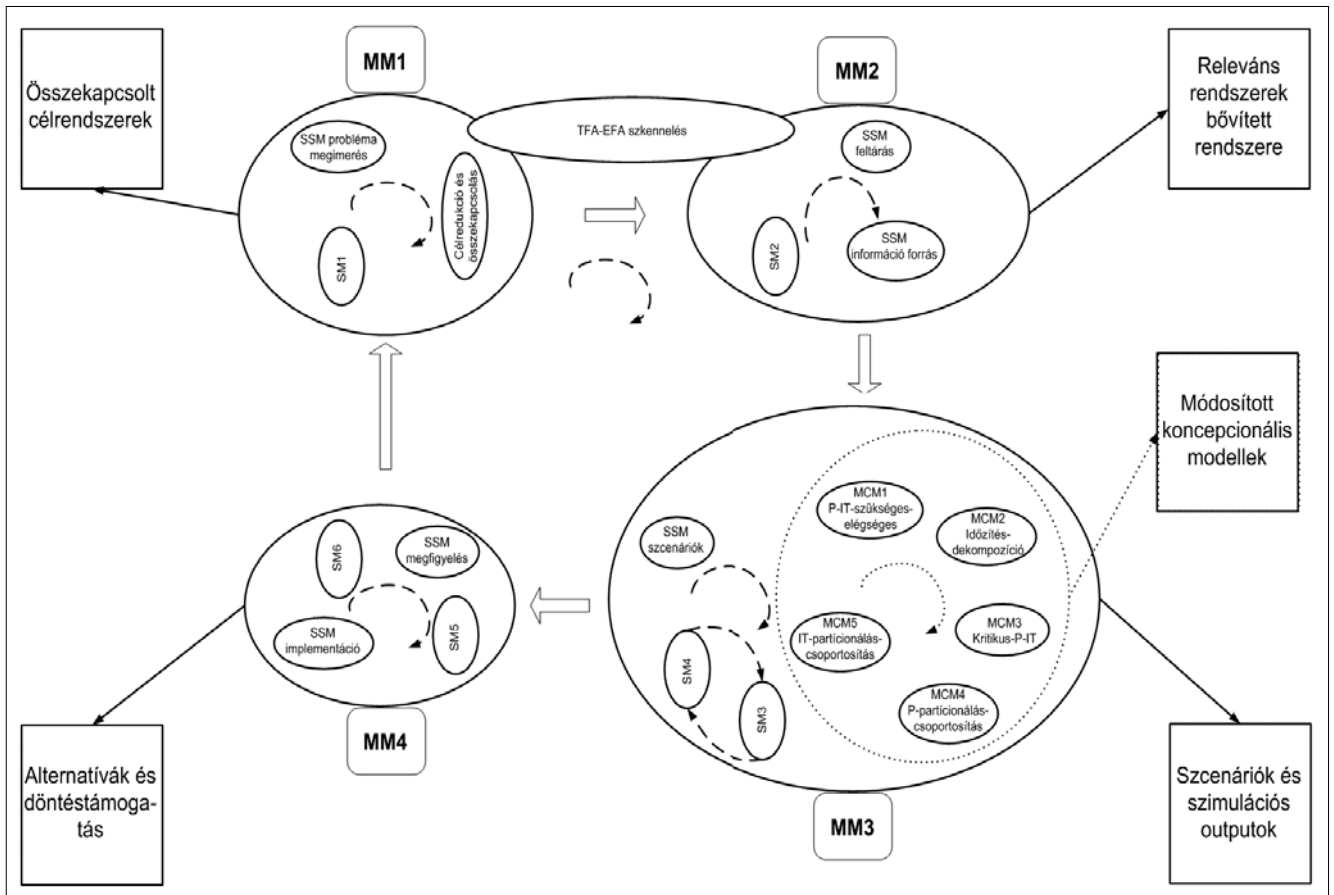 MM1
MM2
Összekapcsolt
célrendszerek
Releváns
rendszerek
bővített
rendszere
TFA-EFA szkennelés
SSM probléma
megimerés
Célredukció és
összekapcsolás
SM1
SSM
feltárás
SM2
SSM
információ forrás
Módosított
koncepcionális
modellek
MCM1
P-IT-szükséges-
elégséges
MCM2
Időzítés-
dekompozíció
SSM
szcenáriók
MCM5
IT-partícionálás-
csoportosítás
MCM3
Kritikus-P-IT
MCM4
P-partícionálás-
csoportosítás
SM4
SM3
SM6
SSM
megfigyelés
SSM
implementáció
SM5
MM4
MM3
Alternatívák és
döntéstámoga-
tás
Szcenáriók és
szimulációs
outputok